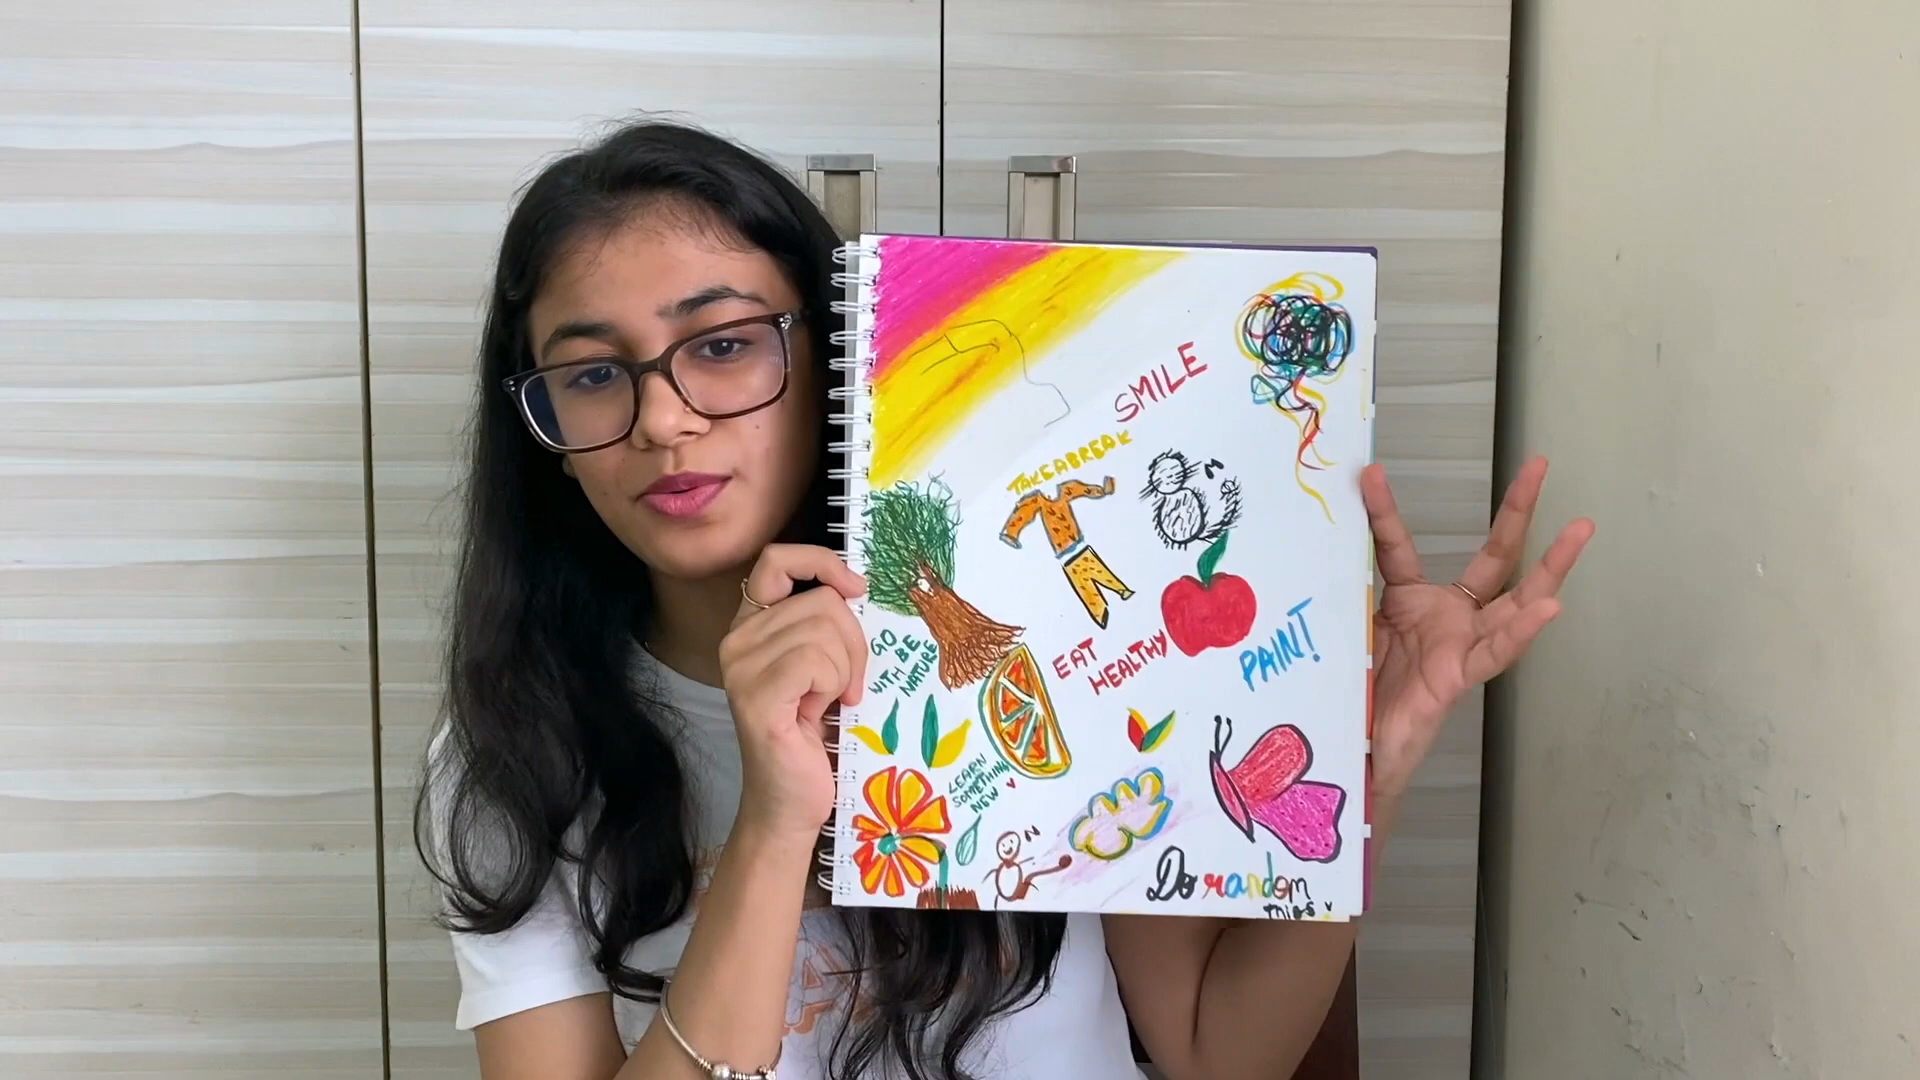 SMILE
TAKE A BREAK
M
GO
BE
WITH
NATURE
EAT
HEALTHY
PAINT
LEARN
SOMETHING
NEW
N
Do random